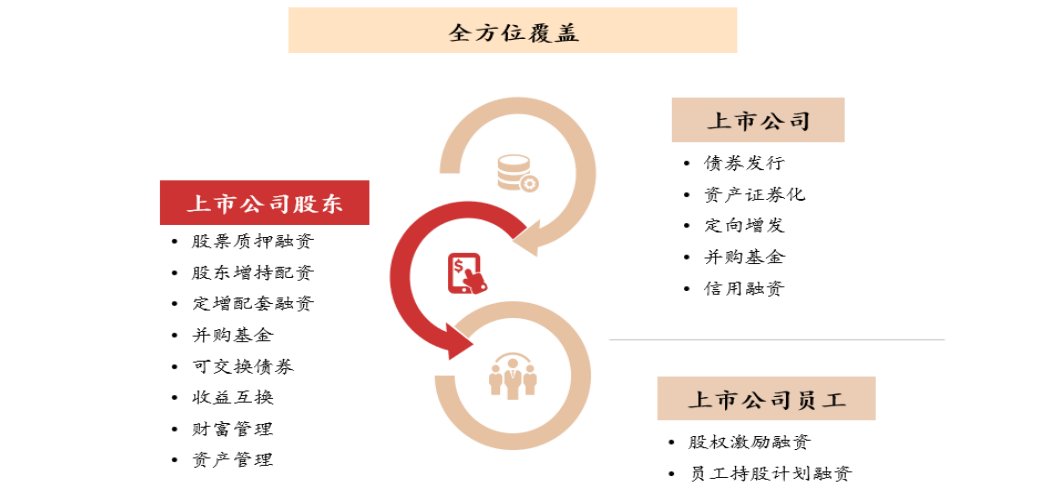 全方位覆盖
上市公司股东
• 股票质押融资
• 股东增持配资
• 定增配套融资
• 并购基金
• 可交换债券
• 收益互换
• 财富管理
• 资产管理
$
上市公司
• 债券发行
• 资产证券化
• 定向增发
• 并购基金
• 信用融资
上市公司员工
• 股权激励融资
• 员工持股计划融资